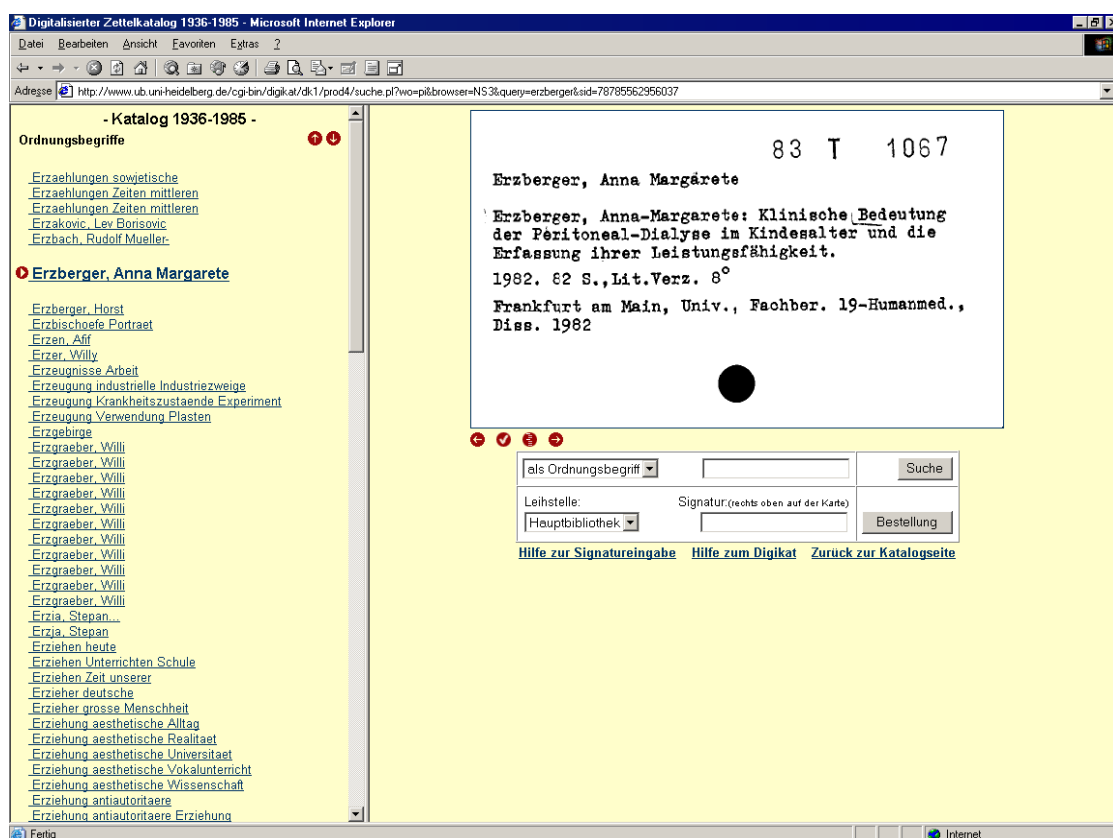 Digitalisierter Zettelkatalog 1936-1985 - Microsoft Internet Explorer
Datei Bearbeiten Ansicht Favoriten Extras ?
Adresse http://www.ub.uni-heidelberg.de/cgi-bin/digikat/dk1/prod4/suche.pl?wo=pi&browser=NS3&query=erzberger&sid=78785562956037
- Katalog 1936-1985 -
Ordnungsbegriffe
Erzaehlungen sowjetische
Erzaehlungen Zeiten mittleren
Erzaehlungen Zeiten mittleren
Erzakovic, Lev Borisovic
Erzbach, Rudolf Mueller-
Erzberger, Anna Margarete
Erzberger, Horst
Erzbischoefe Portraet
Erzen, Afif
Erzer, Willy
Erzeugnisse Arbeit
Erzeugung industrielle Industriezweige
Erzeugung Krankheitszustaende Experiment
Erzeugung Verwendung Plasten
Erzgebirge
Erzgraeber, Willi
Erzgraeber, Willi
Erzgraeber, Willi
Erzgraeber, Willi
Erzgraeber, Willi
Erzgraeber, Willi
Erzgraeber, Willi
Erzgraeber, Willi
Erzgraeber, Willi
Erzgraeber, Willi
Erzgraeber, Willi
Erzia, Stepan...
Erzja, Stepan
Erziehen heute
Erziehen Unterrichten Schule
Erziehen Zeit unserer
Erzieher deutsche
Erzieher grosse Menschheit
Erziehung aesthetische Alltag
Erziehung aesthetische Realitaet
Erziehung aesthetische Universitaet
Erziehung aesthetische Vokalunterricht
Erziehung aesthetische Wissenschaft
Erziehung antiautoritaere
Erziehung antiautoritaere Erziehung
83 T 1067
Erzberger, Anna Margarete
Erzberger, Anna-Margarete: Klinische Bedeutung
der Peritoneal-Dialyse im Kindesalter und die
Erfassung ihrer Leistungsfähigkeit.
1982. 82 S.,Lit.Verz. 8°
Frankfurt am Main, Univ., Fachber. 19-Humanmed.,
Diss. 1982
als Ordnungsbegriff Suche
Leihstelle: Signatur:(rechts oben auf der Karte)
Hauptbibliothek Bestellung
Hilfe zur Signatureingabe Hilfe zum Digikat Zurück zur Katalogseite
Fertig Internet